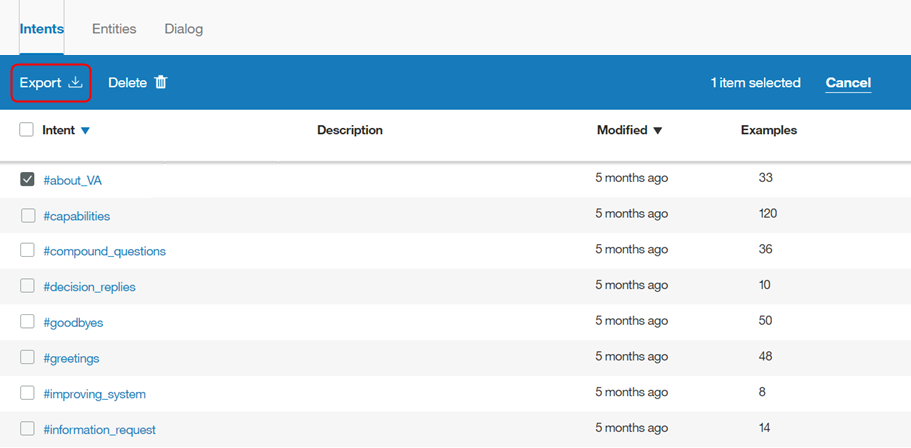 Intents Entities Dialog
Export Delete 1 item selected Cancel
Intent Description Modified Examples
#about_VA 5 months ago 33
#capabilities 5 months ago 120
#compound_questions 5 months ago 36
#decision_replies 5 months ago 10
#goodbyes 5 months ago 50
#greetings 5 months ago 48
#improving_system 5 months ago 8
#information_request 5 months ago 14